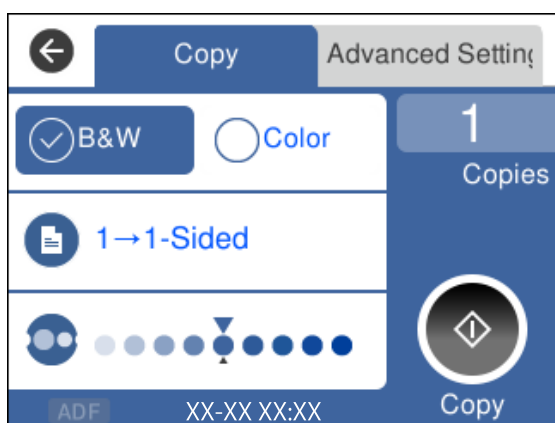 Copy
Advanced Setting
B&W
Color
1
Copies
1→1-Sided
ADF
XX-XX XX:XX
Copy